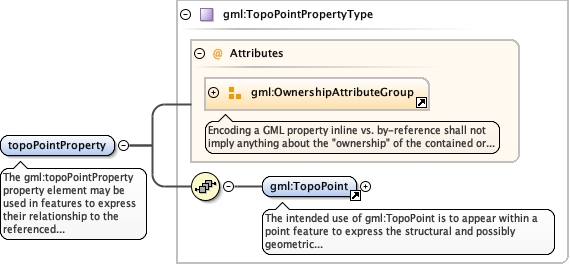 gml:TopoPointPropertyType
@ Attributes
gml:OwnershipAttributeGroup
Encoding a GML property inline vs. by-reference shall not
imply anything about the "ownership" of the contained or...
topoPointProperty
The gml:topoPointProperty
property element may be
used in features to express
their relationship to the
referenced...
gml:TopoPoint
The intended use of gml:TopoPoint is to appear within a
point feature to express the structural and possibly
geometric...